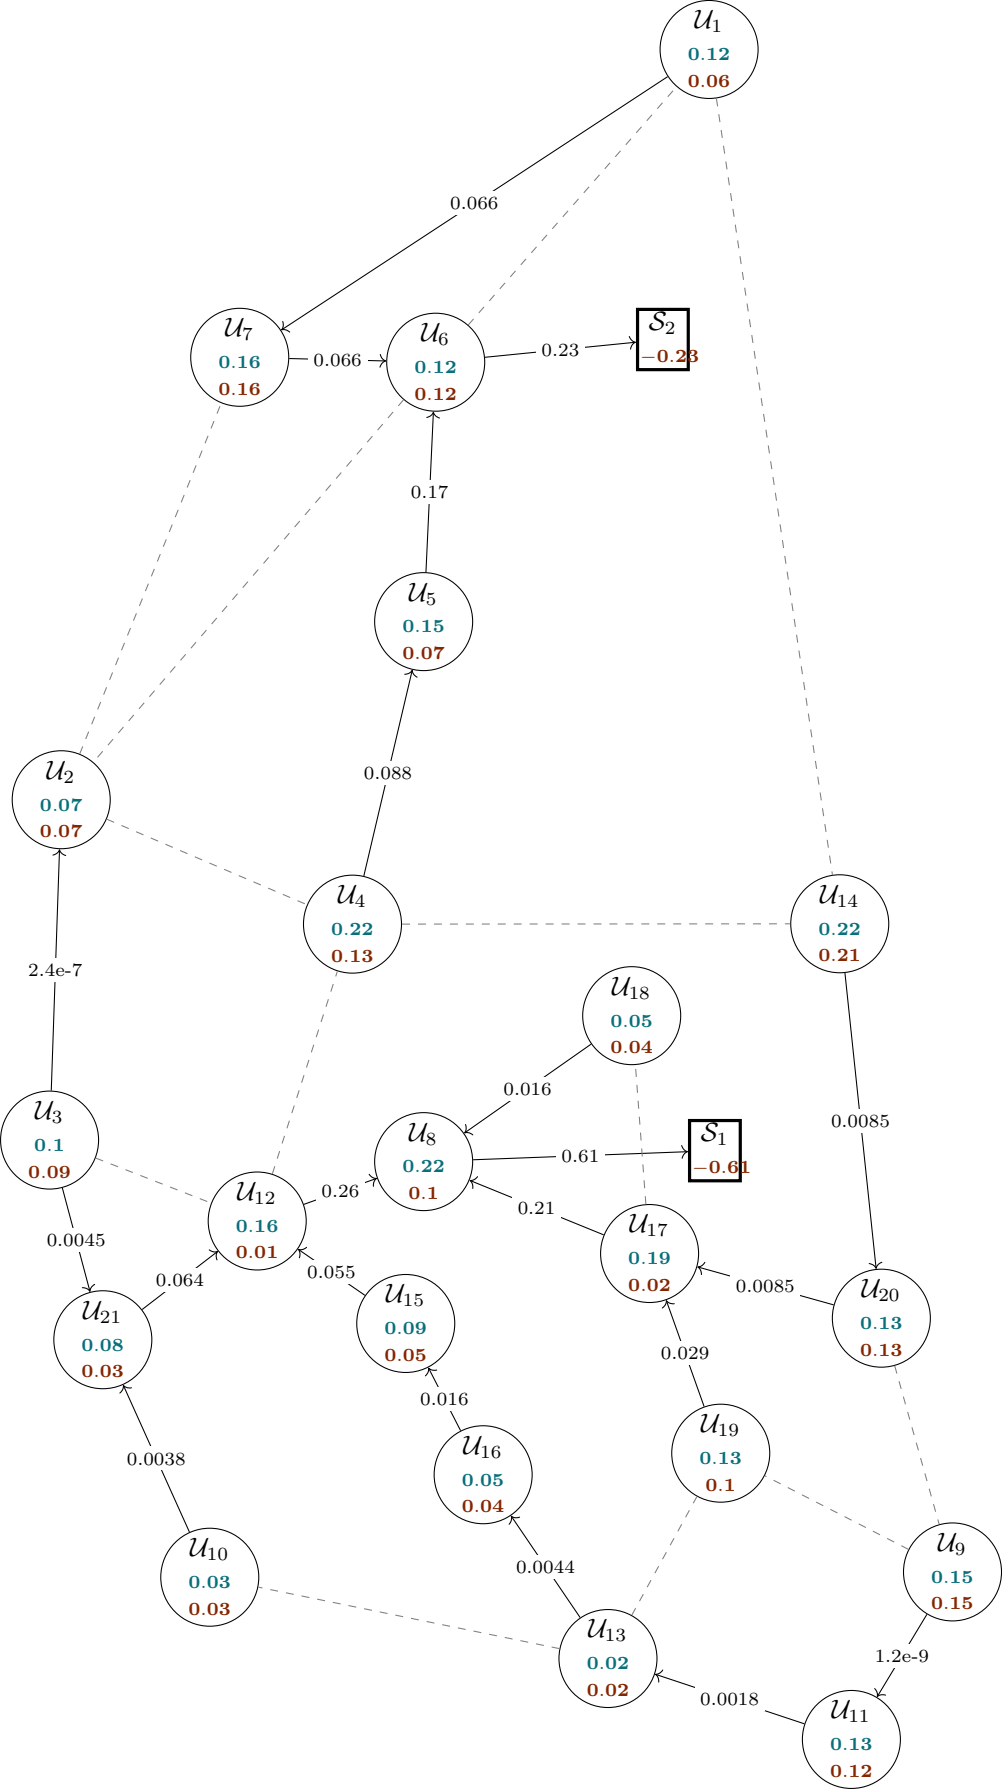 𝒰1
0.12
0.06
0.066
𝒰7
0.16
0.16
0.066
𝒰6
0.12
0.12
0.23
𝒮2
−0.23
0.17
𝒰5
0.15
0.07
0.088
𝒰2
0.07
0.07
𝒰4
0.22
0.13
𝒰14
0.22
0.21
2.4e-7
𝒰18
0.05
0.04
0.016
𝒰3
0.1
0.09
𝒰8
0.22
0.1
0.61
𝒮1
−0.61
0.0085
𝒰12
0.16
0.01
0.26
0.21
𝒰17
0.19
0.02
0.0045
0.064
0.055
0.0085
𝒰21
0.08
0.03
𝒰15
0.09
0.05
𝒰20
0.13
0.13
0.029
0.016
0.0038
𝒰16
0.05
0.04
𝒰19
0.13
0.1
𝒰10
0.03
0.03
0.0044
𝒰9
0.15
0.15
𝒰13
0.02
0.02
1.2e-9
0.0018
𝒰11
0.13
0.12